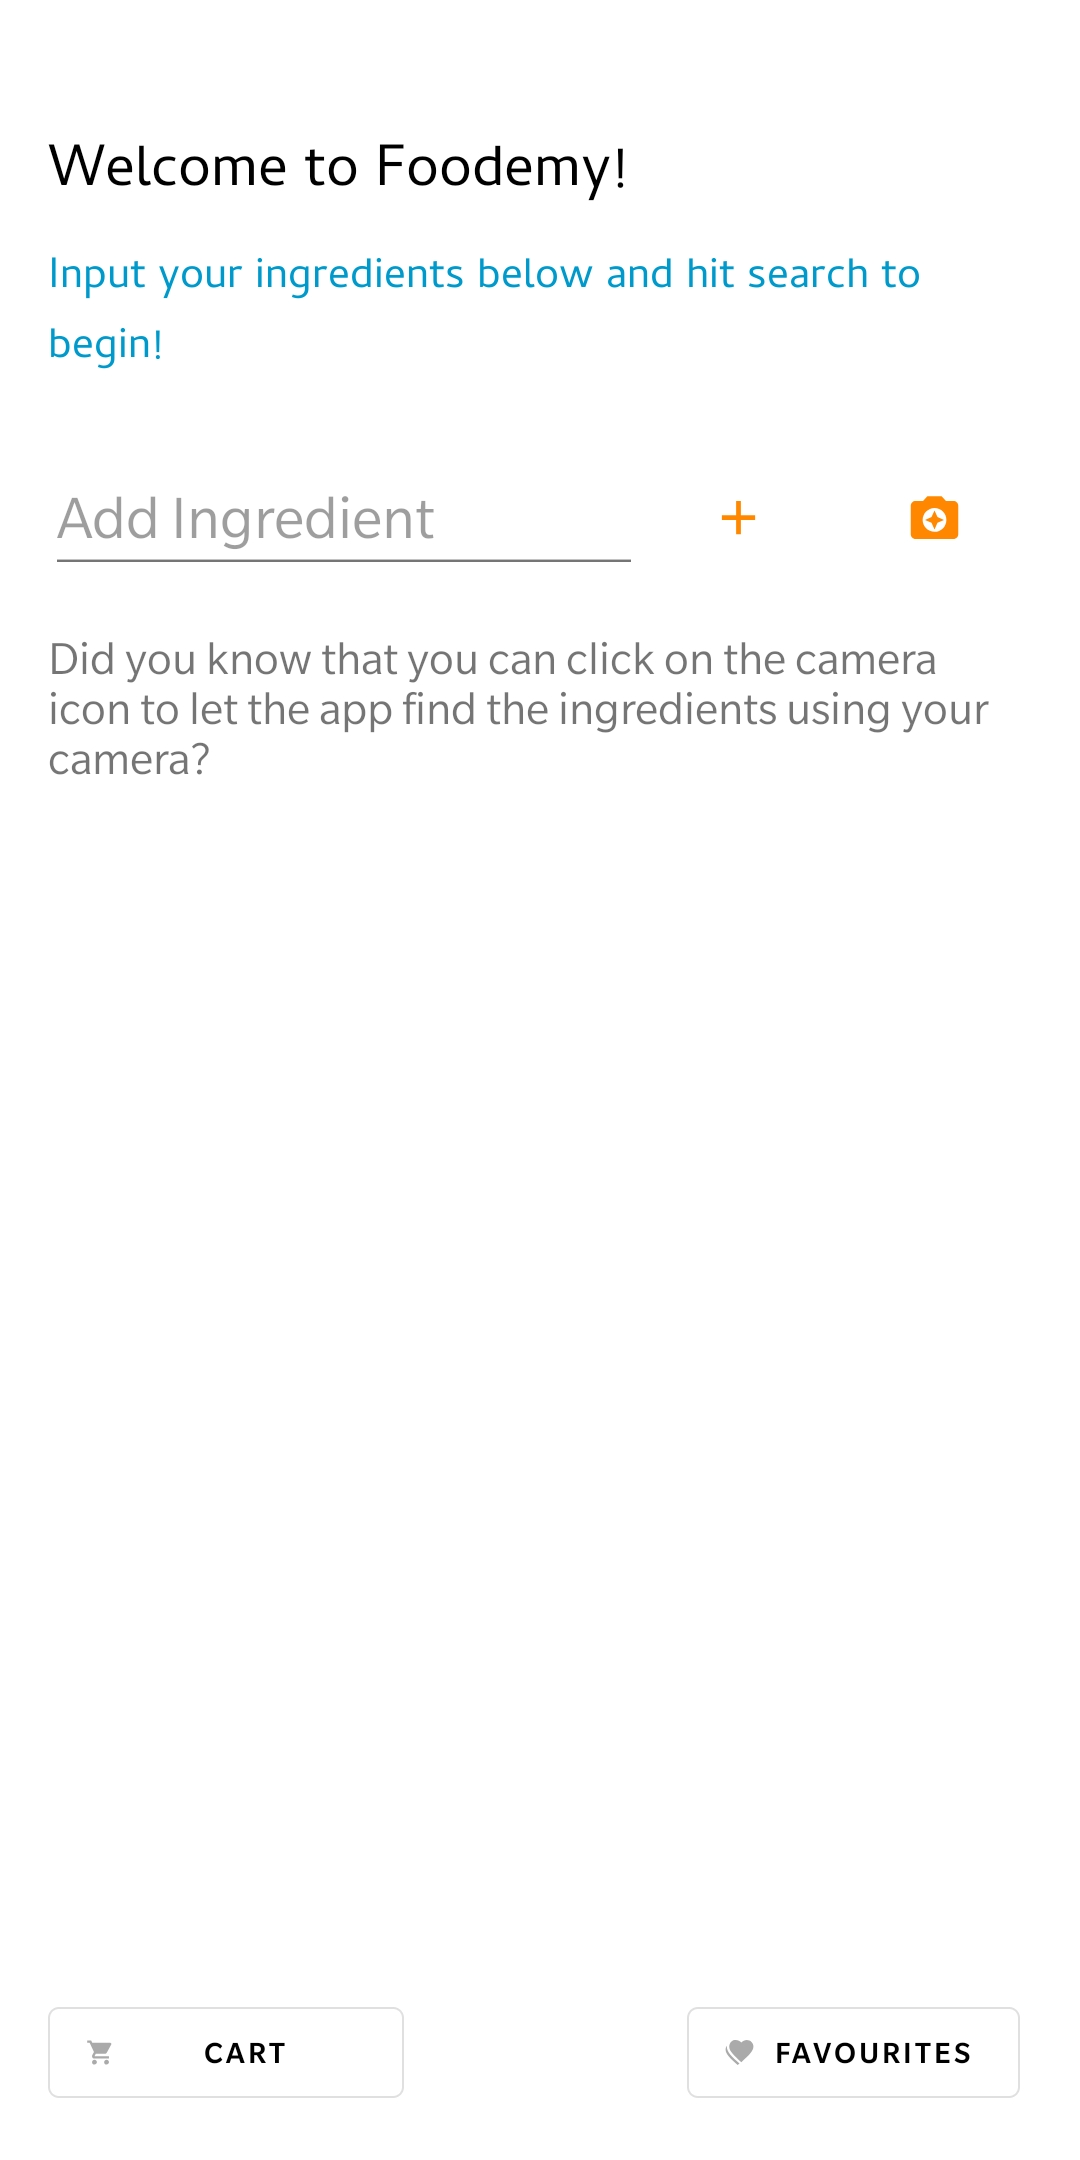 Welcome to Foodemy!
Input your ingredients below and hit search to
begin!
Add Ingredient
Did you know that you can click on the camera
icon to let the app find the ingredients using your
camera?
CART
FAVOURITES